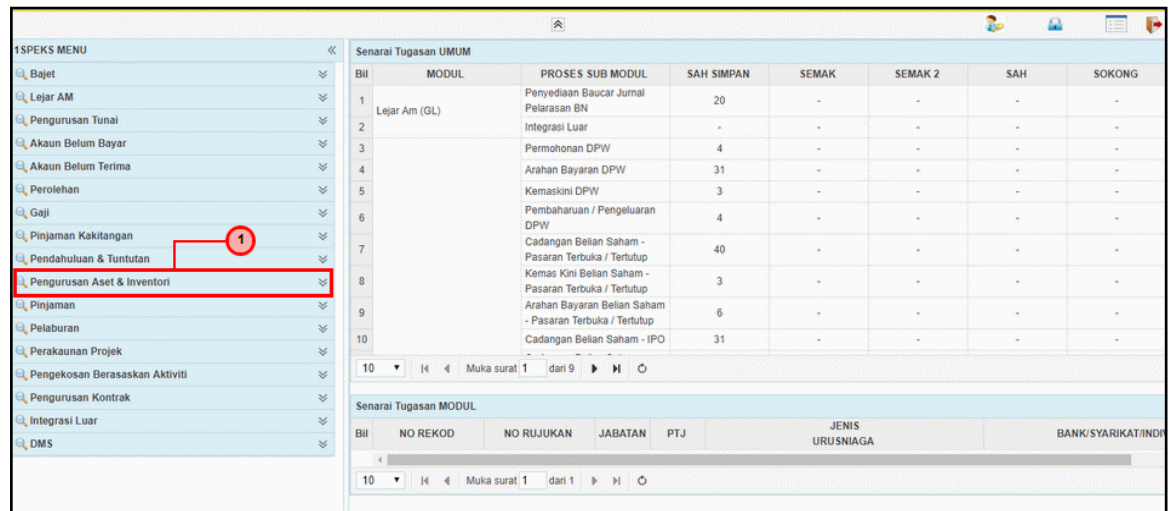 1SPEKS MENU
Bajet
Lejar AM
Pengurusan Tunai
Akaun Belum Bayar
Akaun Belum Terima
Perolehan
Gaji
Pinjaman Kakitangan
1
Pendahuluan & Tuntutan
Pengurusan Aset & Inventori
Pinjaman
Pelaburan
Perakaunan Projek
Pengekosan Berasaskan Aktiviti
Pengurusan Kontrak
Integrasi Luar
DMS
Senarai Tugasan UMUM
Bil MODUL PROSES SUB MODUL SAH SIMPAN SEMAK SEMAK 2 SAH SOKONG
1 Lejar Am (GL) Penyediaan Baucar Jurnal
Pelarasan BN 20 - - - -
2 Integrasi Luar - - - - -
3 Permohonan DPW 4 - - - -
4 Arahan Bayaran DPW 31 - - - -
5 Kemaskini DPW 3 - - - -
6 Pembaharuan / Pengeluaran
DPW 4 - - - -
7 Cadangan Belian Saham -
Pasaran Terbuka / Tertutup 40 - - - -
8 Kemas Kini Belian Saham -
Pasaran Terbuka / Tertutup 3 - - - -
9 Arahan Bayaran Belian Saham
- Pasaran Terbuka / Tertutup 6 - - - -
10 Cadangan Belian Saham - IPO 31 - - - -
10 Muka surat 1 dari 9
Senarai Tugasan MODUL
Bil NO REKOD NO RUJUKAN JABATAN PTJ JENIS
URUSNIAGA BANK/SYARIKAT/INDI
10 Muka surat 1 dari 1